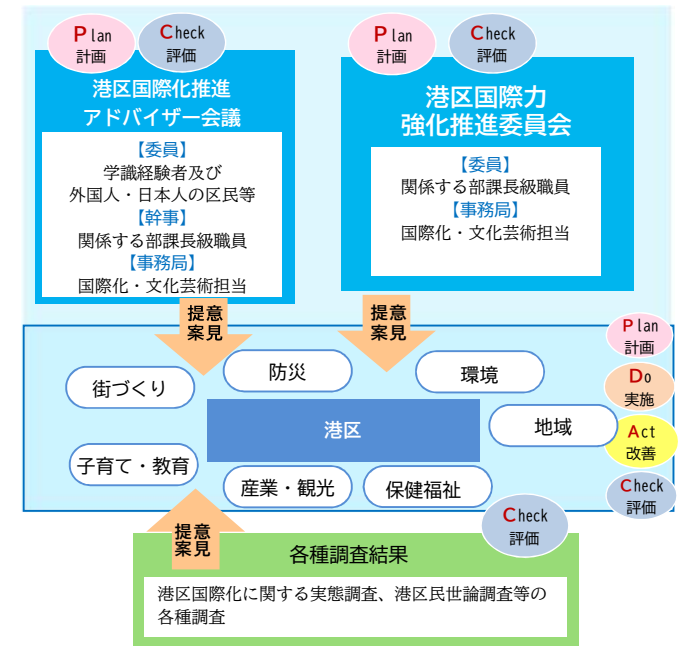 Plan
計画
Check
評価
港区国際化推進
アドバイザー会議
【委員】
学識経験者及び
外国人・日本人の区民等
【幹事】
関係する部課長級職員
【事務局】
国際化・文化芸術担当
Plan
計画
Check
評価
港区国際力
強化推進委員会
【委員】
関係する部課長級職員
【事務局】
国際化・文化芸術担当
提意
案見
提意
案見
Plan
計画
Do
実施
Act
改善
Check
評価
街づくり
防災
環境
港区
地域
子育て・教育
産業・観光
保健福祉
提意
案見
Check
評価
各種調査結果
港区国際化に関する実態調査、港区民世論調査等の
各種調査